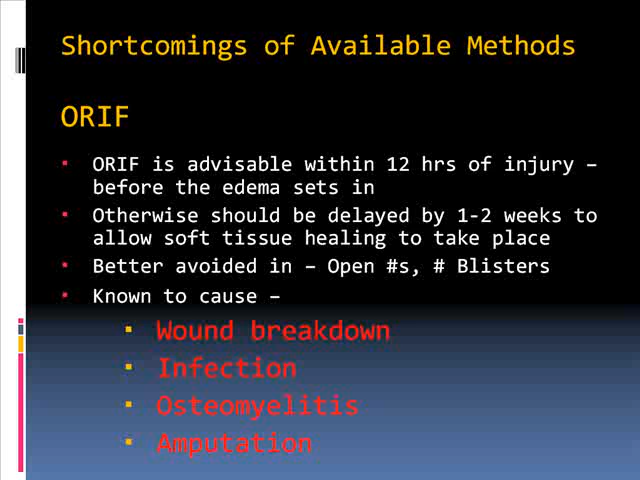 Shortcomings of Available Methods
ORIF
▪ ORIF is advisable within 12 hrs of injury –
before the edema sets in
▪ Otherwise should be delayed by 1-2 weeks to
allow soft tissue healing to take place
▪ Better avoided in – Open #s, # Blisters
▪ Known to cause –
▪ Wound breakdown
▪ Infection
▪ Osteomyelitis
▪ Amputation